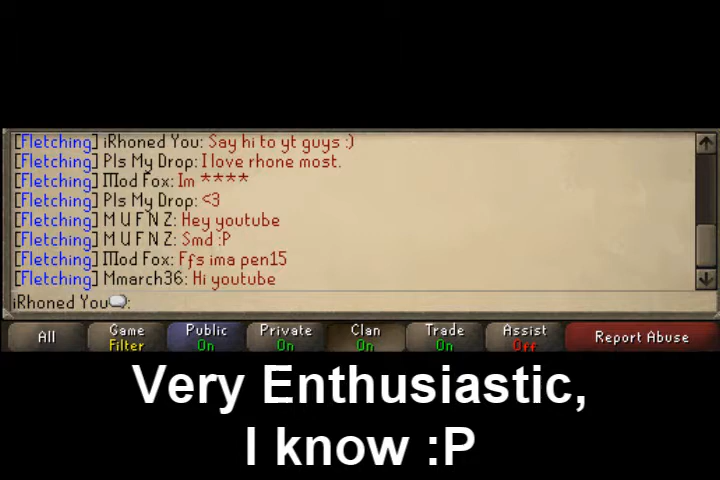 [Fletching] iRhoned You: Say hi to yt guys :)
[Fletching] Pls My Drop: I love rhone most.
[Fletching] Mod Fox: Im ****
[Fletching] Pls My Drop: <3
[Fletching] M U F N Z: Hey youtube
[Fletching] M U F N Z: Smd :P
[Fletching] Mod Fox: Ffs ima pen15
[Fletching] Mmarch36: Hi youtube
iRhoned You💬:
All
Game
Filter
Public
On
Private
On
Clan
On
Trade
On
Assist
Off
Report Abuse
Very Enthusiastic,
I know :P